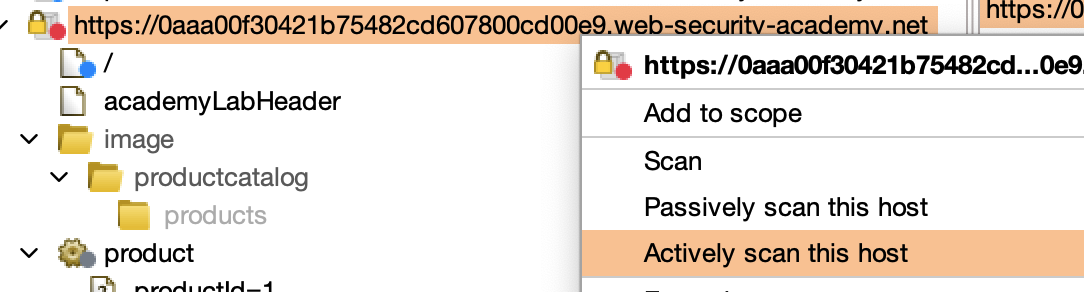 https://0aaa00f30421b75482cd607800cd00e9.web-security-academy.net
https://0
/
academyLabHeader
image
productcatalog
products
product
productId=1
https://0aaa00f30421b75482cd...0e9
Add to scope
Scan
Passively scan this host
Actively scan this host